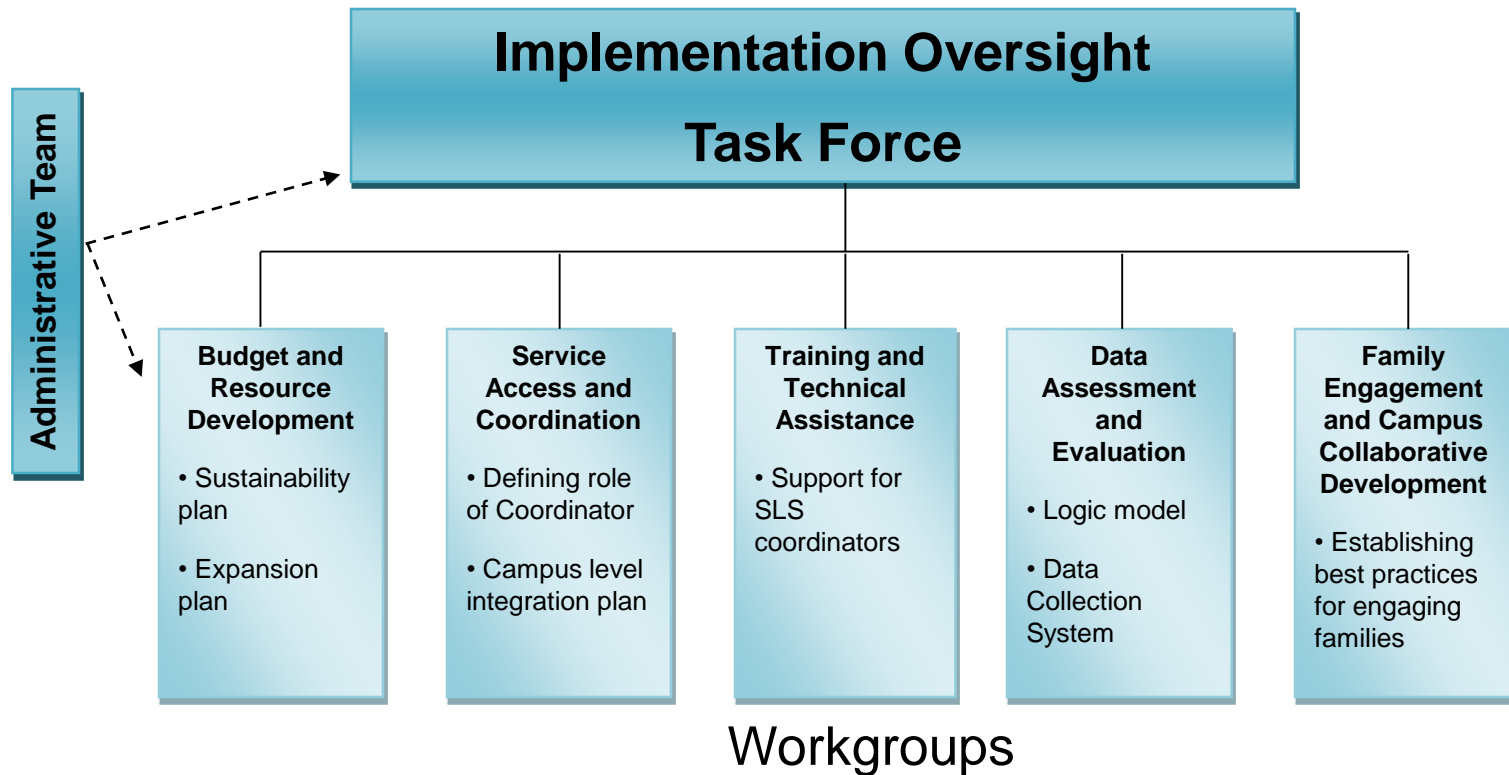 Implementation Oversight
Task Force
Administrative Team
Budget and
Resource
Development
• Sustainability
plan
• Expansion
plan
Service
Access and
Coordination
• Defining role
of Coordinator
• Campus level
integration plan
Training and
Technical
Assistance
• Support for
SLS
coordinators
Data
Assessment
and
Evaluation
• Logic model
• Data
Collection
System
Family
Engagement
and Campus
Collaborative
Development
• Establishing
best practices
for engaging
families
Workgroups